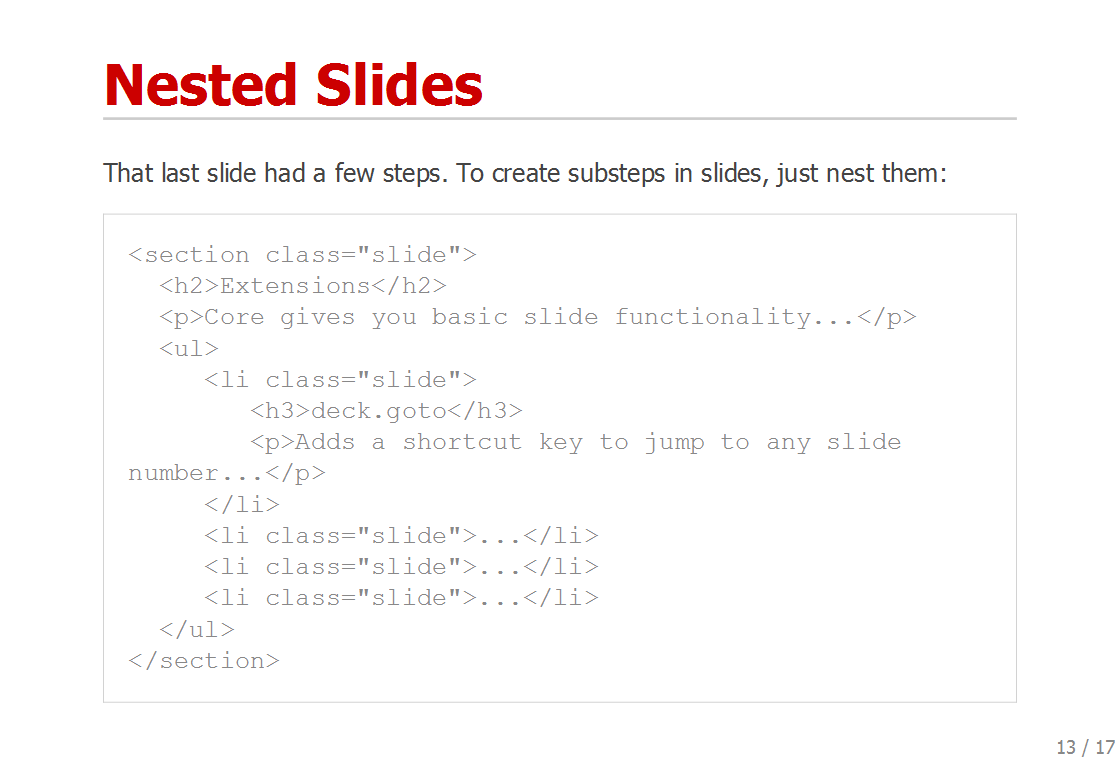 Nested Slides
That last slide had a few steps. To create substeps in slides, just nest them:
<section class="slide">
  <h2>Extensions</h2>
  <p>Core gives you basic slide functionality...</p>
  <ul>
     <li class="slide">
        <h3>deck.goto</h3>
        <p>Adds a shortcut key to jump to any slide
number...</p>
     </li>
     <li class="slide">...</li>
     <li class="slide">...</li>
     <li class="slide">...</li>
  </ul>
</section>
13 / 17